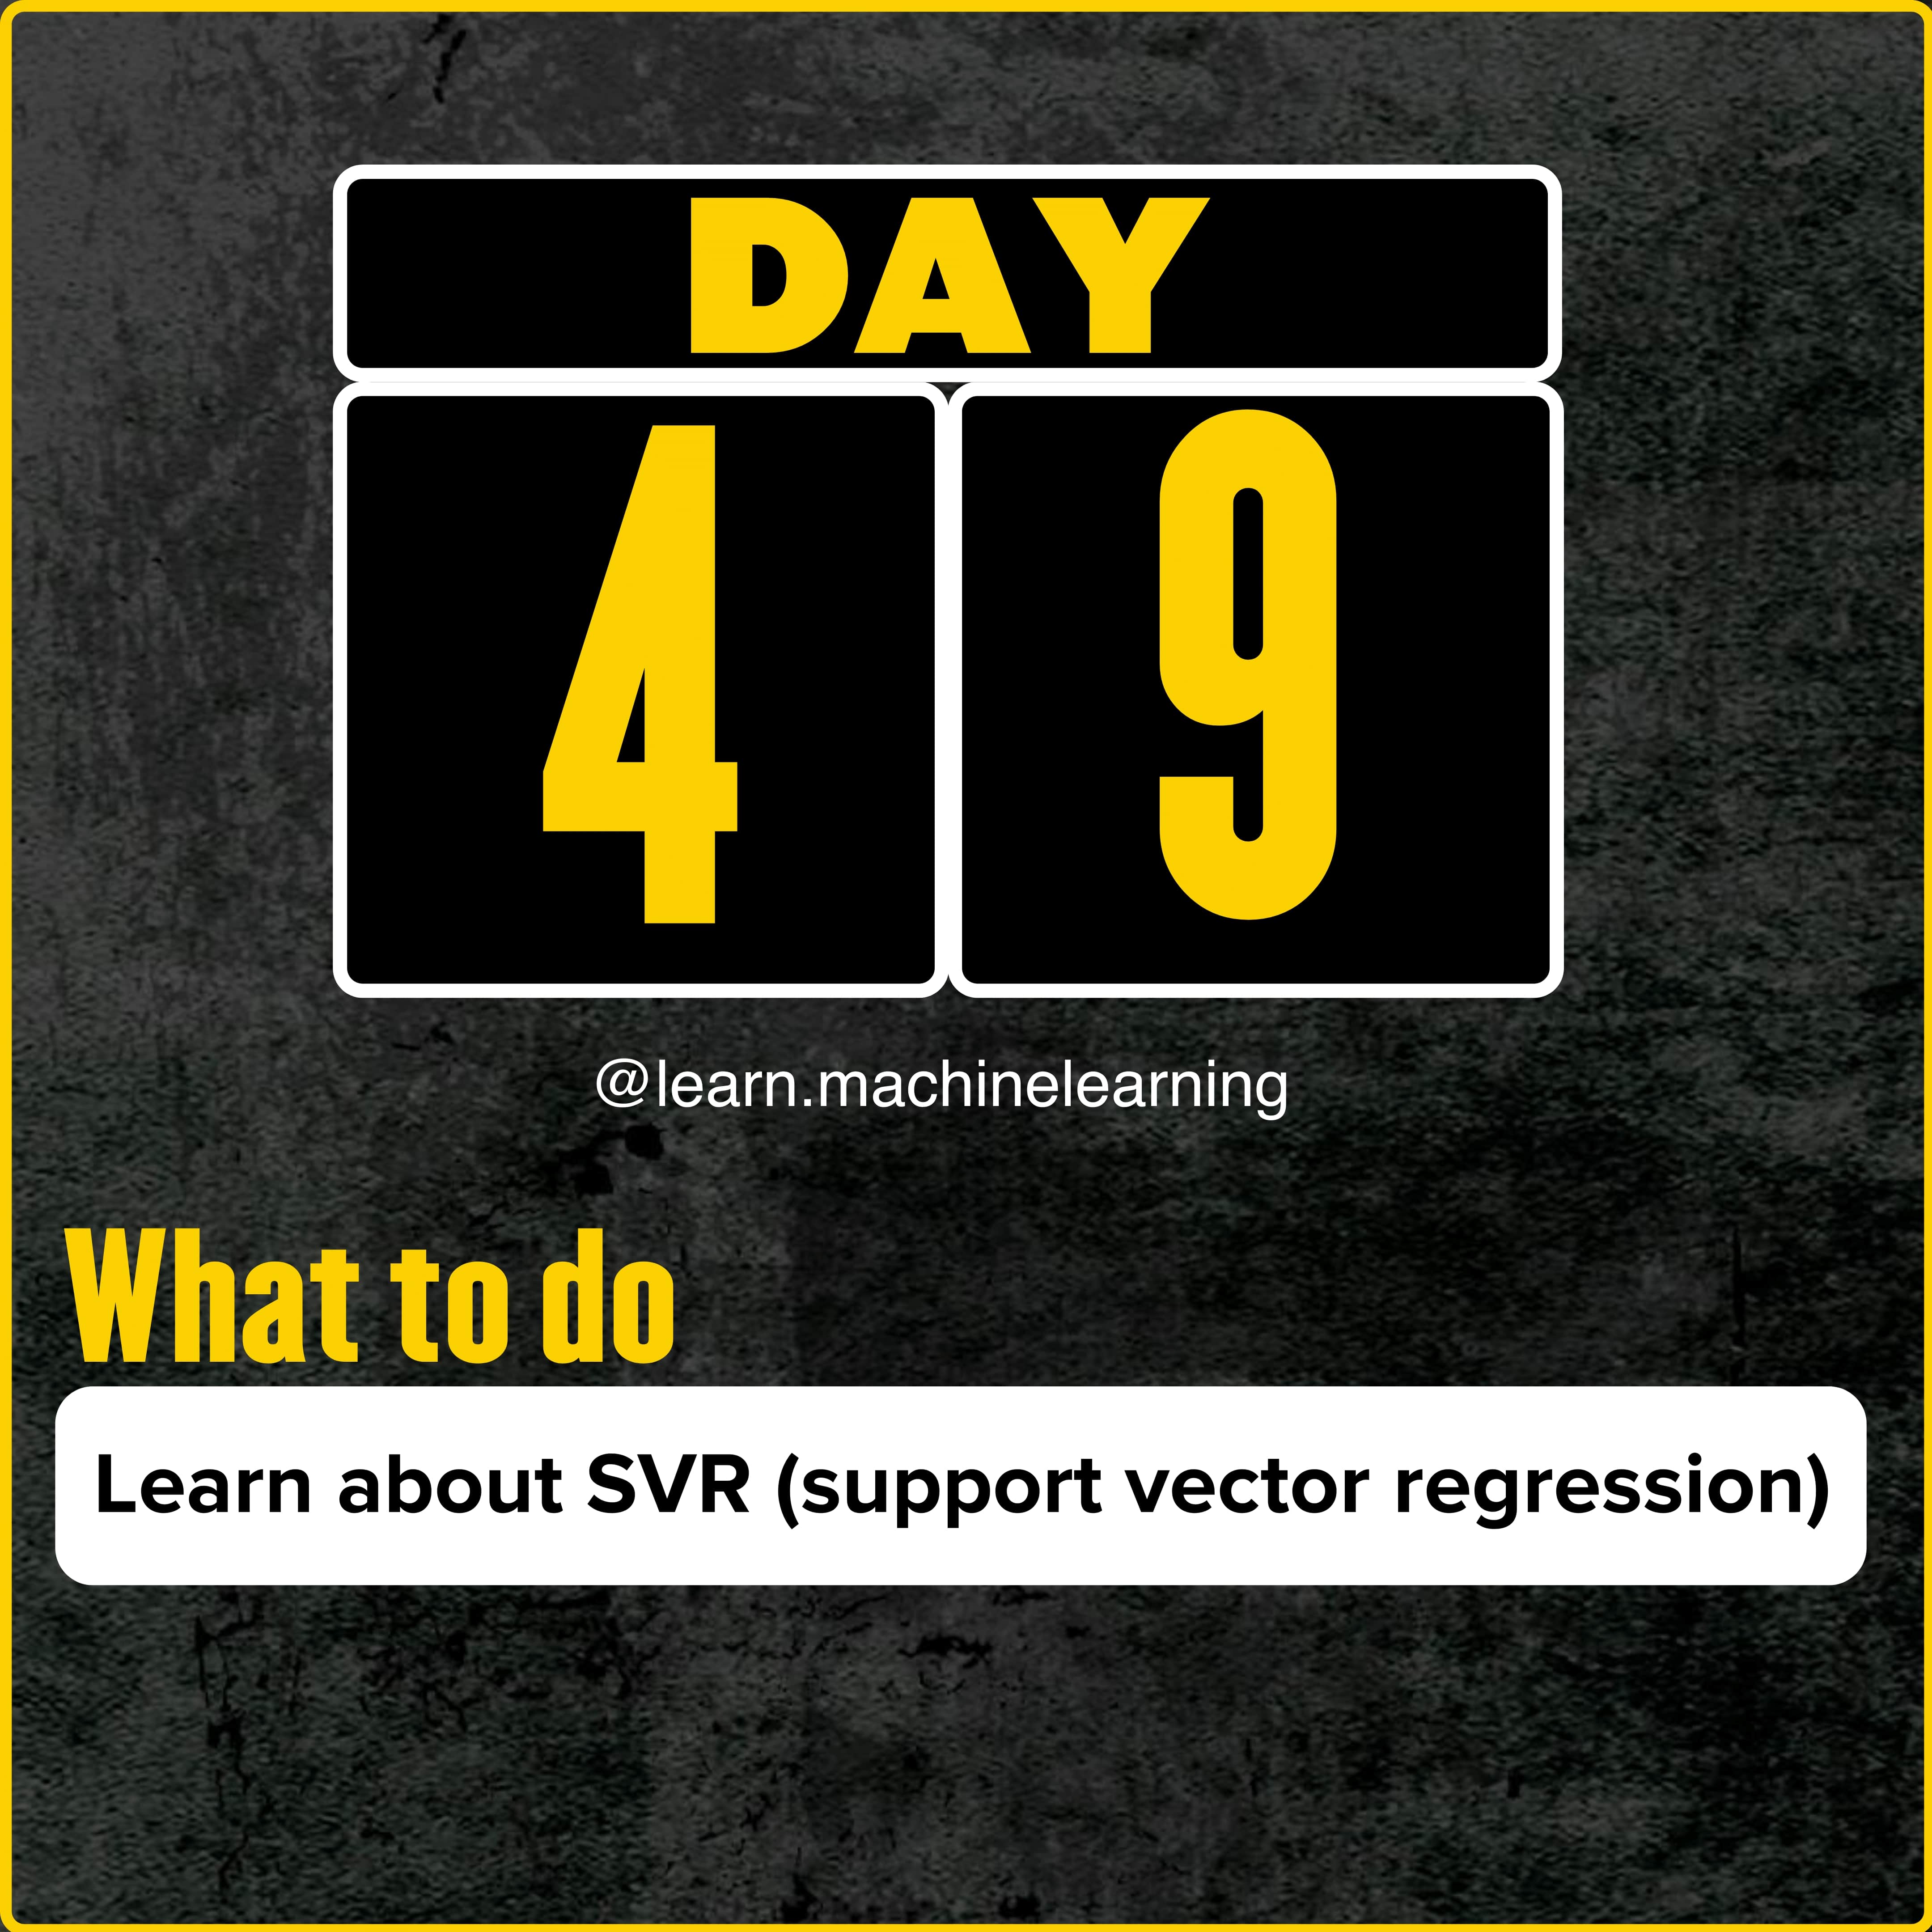 DAY
4 9
@learn.machinelearning
What to do
Learn about SVR (support vector regression)